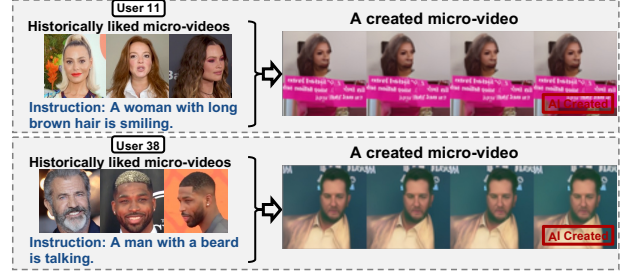 User 11
Historically liked micro-videos
A created micro-video
Instruction: A woman with long
brown hair is smiling.
AI Created
User 38
Historically liked micro-videos
A created micro-video
Instruction: A man with a beard
is talking.
AI Created